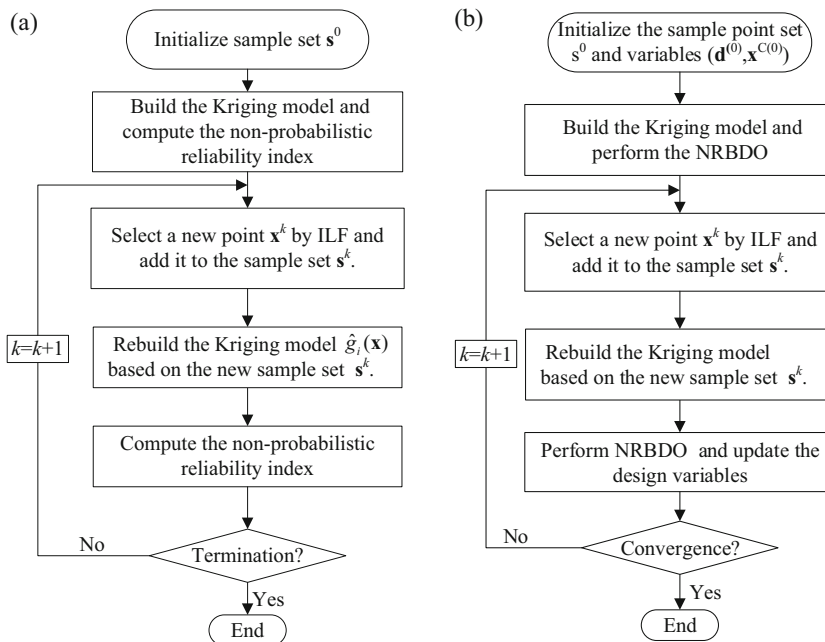 (a)
Initialize sample set s⁰
Build the Kriging model and
compute the non-probabilistic
reliability index
Select a new point xᵏ by ILF and
add it to the sample set sᵏ.
k=k+1
Rebuild the Kriging model ĝᵢ(x)
based on the new sample set sᵏ.
Compute the non-probabilistic
reliability index
No
Termination?
Yes
End
(b)
Initialize the sample point set
s⁰ and variables (d⁽⁰⁾,xᶜ⁽⁰⁾)
Build the Kriging model and
perform the NRBDO
Select a new point xᵏ by ILF and
add it to the sample set sᵏ.
k=k+1
Rebuild the Kriging model
based on the new sample set sᵏ.
Perform NRBDO and update the
design variables
No
Convergence?
Yes
End